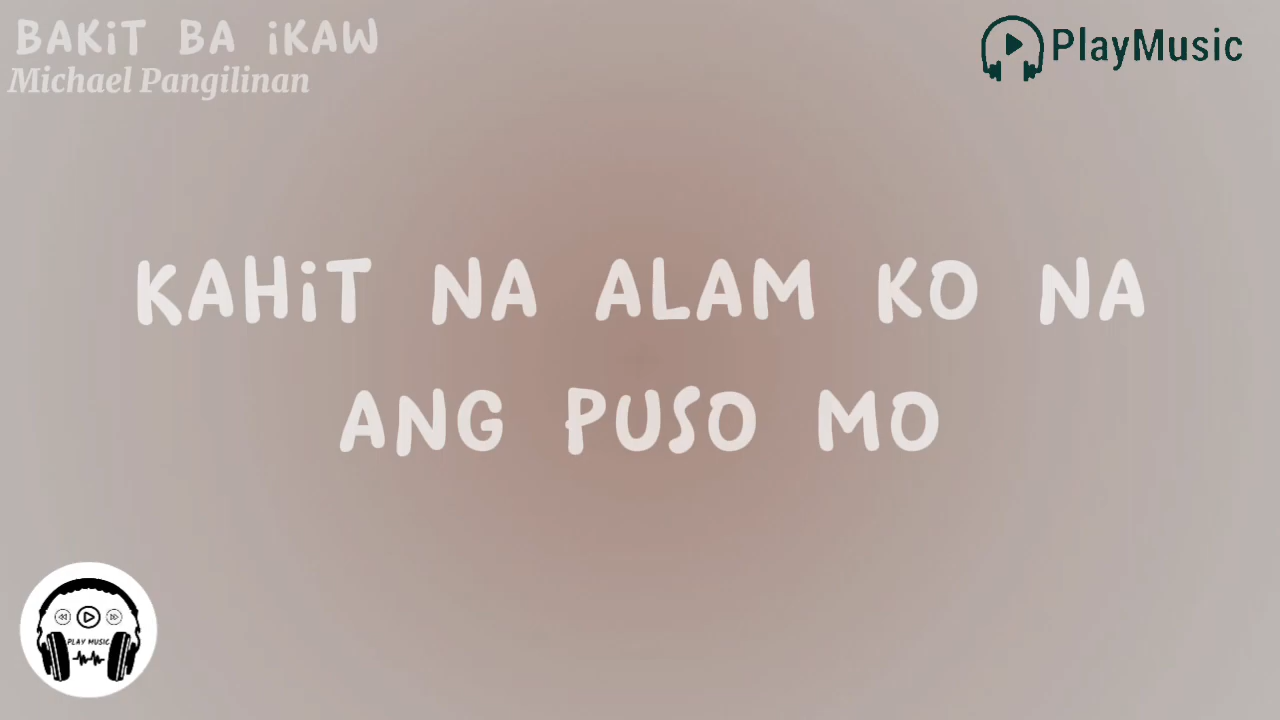 BAKiT BA iKAW
Michael Pangilinan
PlayMusic
KAHiT NA ALAM KO NA
ANG PUSO MO
PLAY MUSIC